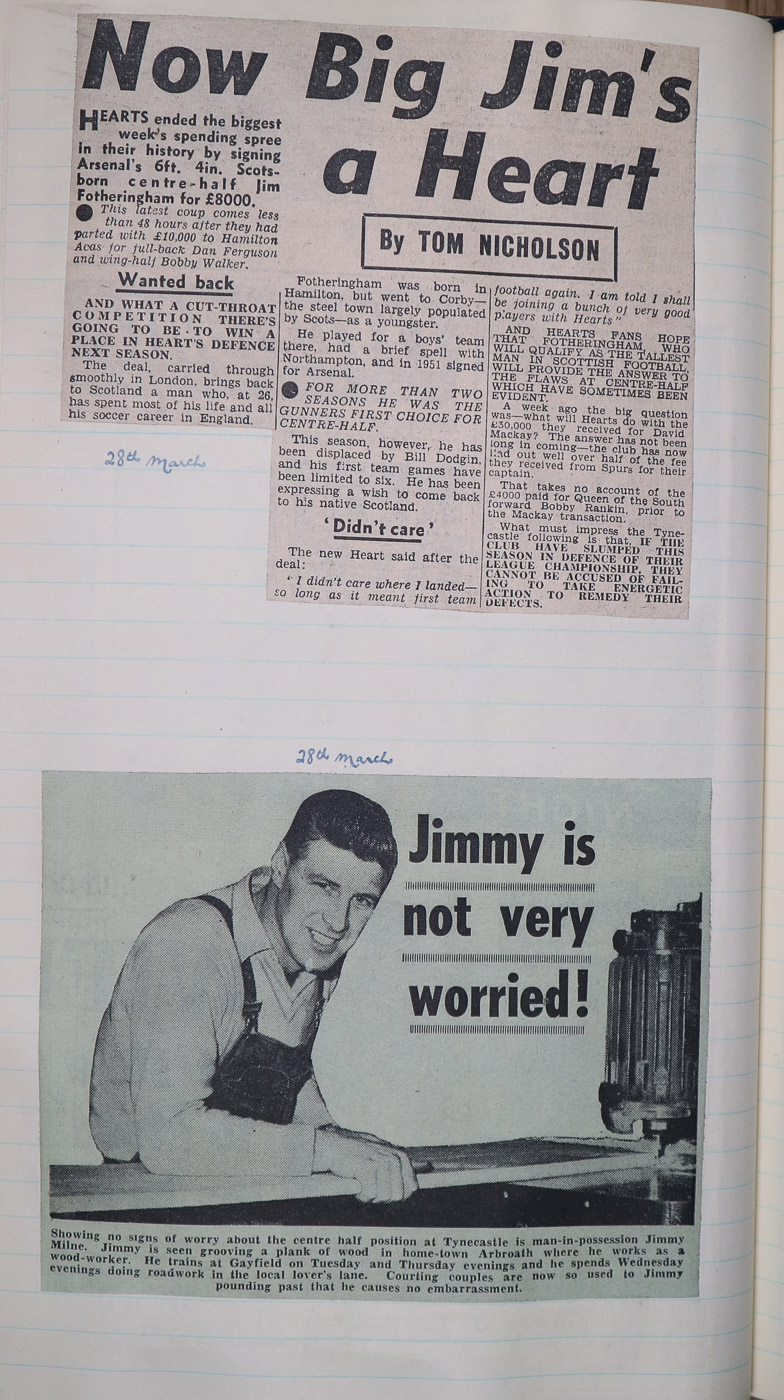 Now Big Jim's
a Heart
By TOM NICHOLSON
HEARTS ended the biggest
week's spending spree
in their history by signing
Arsenal's 6ft. 4in. Scots-
born centre-half Jim
Fotheringham for £8000.
● This latest coup comes less
than 48 hours after they had
parted with £10,000 to Hamilton
Acas for full-back Dan Ferguson
and wing-half Bobby Walker.
Wanted back
AND WHAT A CUT-THROAT
COMPETITION THERE'S
GOING TO BE TO WIN A
PLACE IN HEART'S DEFENCE
NEXT SEASON.
The deal, carried through
smoothly in London, brings back
to Scotland a man who, at 26,
has spent most of his life and all
his soccer career in England.
Fotheringham was born in
Hamilton, but went to Corby—
the steel town largely populated
by Scots—as a youngster.
He played for a boys' team
there, had a brief spell with
Northampton, and in 1951 signed
for Arsenal.
● FOR MORE THAN TWO
SEASONS HE WAS THE
GUNNERS FIRST CHOICE FOR
CENTRE-HALF.
This season, however, he has
been displaced by Bill Dodgin,
and his first team games have
been limited to six. He has been
expressing a wish to come back
to his native Scotland.
'Didn't care'
The new Heart said after the
deal:
"I didn't care where I landed—
so long as it meant first team
football again. I am told I shall
be joining a bunch of very good
players with Hearts"
AND HEARTS FANS HOPE
THAT FOTHERINGHAM, WHO
WILL QUALIFY AS THE TALLEST
MAN IN SCOTTISH FOOTBALL,
WILL PROVIDE THE ANSWER TO
THE FLAWS AT CENTRE-HALF
WHICH HAVE SOMETIMES BEEN
EVIDENT.
A week ago the big question
was—what will Hearts do with the
£30,000 they received for David
Mackay? The answer has not been
long in coming—the club has now
laid out well over half of the fee
they received from Spurs for their
captain.
That takes no account of the
£4000 paid for Queen of the South
forward Bobby Rankin, prior to
the Mackay transaction.
What must impress the Tyne-
castle following is that, IF THE
CLUB HAVE SLUMPED THIS
SEASON IN DEFENCE OF THEIR
LEAGUE CHAMPIONSHIP, THEY
CANNOT BE ACCUSED OF FAIL-
ING TO TAKE ENERGETIC
ACTION TO REMEDY THEIR
DEFECTS.
28th March
28th March
Jimmy is
not very
worried!
Showing no signs of worry about the centre half position at Tynecastle is man-in-possession Jimmy
Milne. Jimmy is seen grooving a plank of wood in home-town Arbroath where he works as a
wood-worker. He trains at Gayfield on Tuesday and Thursday evenings and he spends Wednesday
evenings doing roadwork in the local lover's lane. Courting couples are now so used to Jimmy
pounding past that he causes no embarrassment.